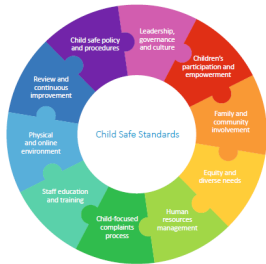 Leadership,
governance
and culture
Children's
participation and
empowerment
Family and
community
involvement
Equity and
diverse needs
Human
resources
management
Child-focused
complaints
process
Staff education
and training
Physical
and online
environment
Review and
continuous
improvement
Child safe policy
and procedures
Child Safe Standards